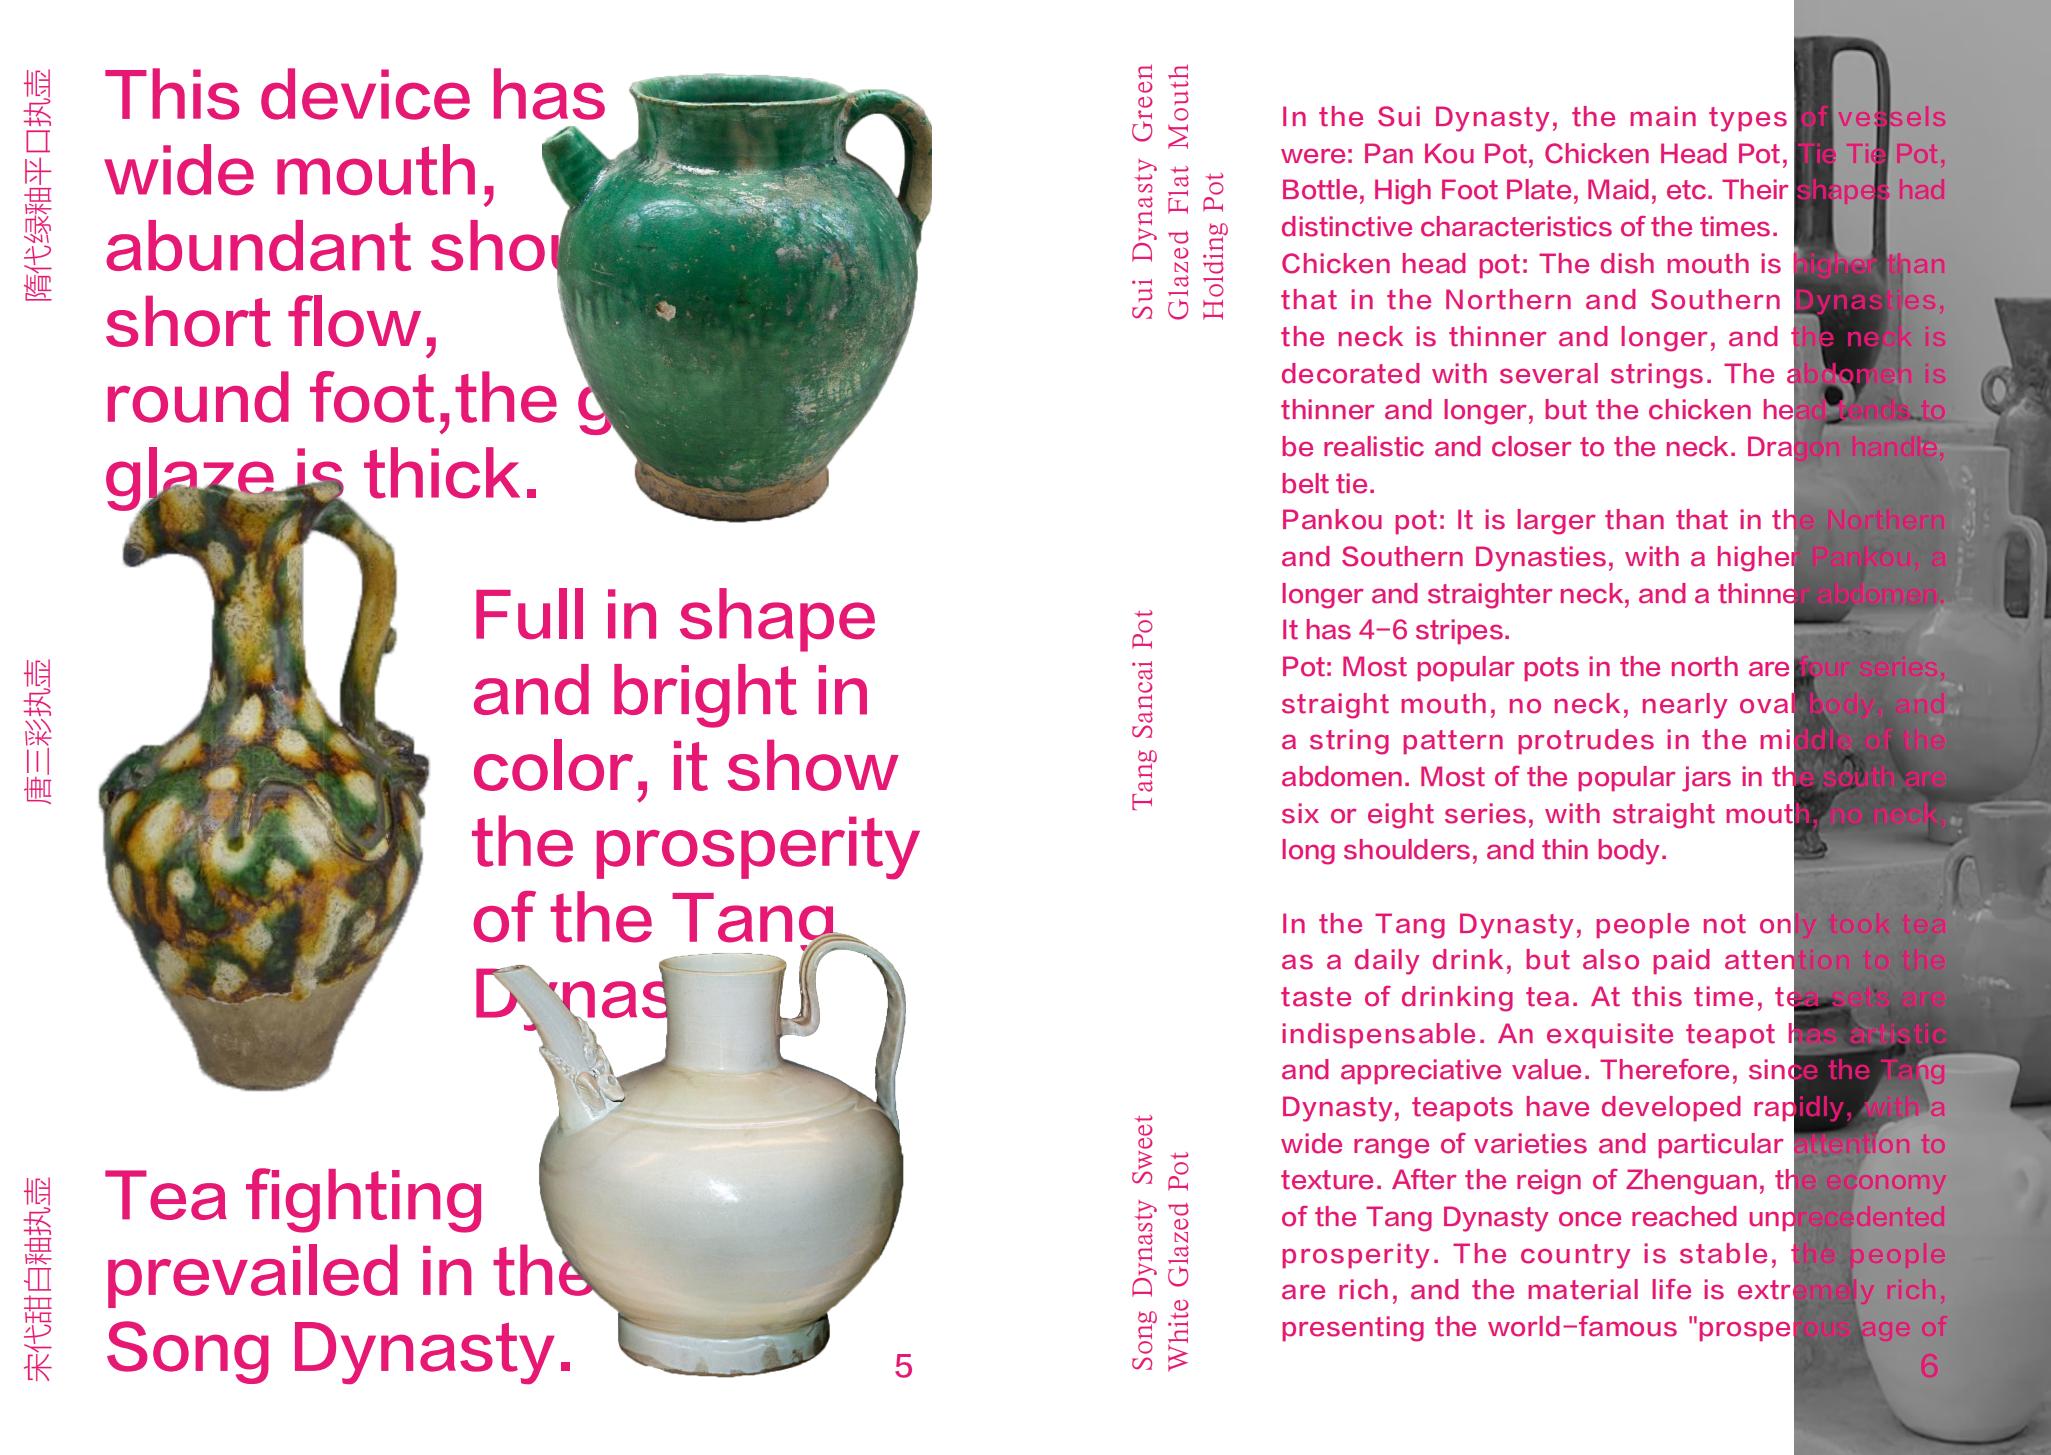 隋代绿釉平口执壶
This device has
wide mouth,
abundant
short flow,
round foot,the
glaze is thick.
唐三彩执壶
Full in shape
and bright in
color, it show
the prosperity
of the Tang
宋代甜白釉执壶
Tea fighting
prevailed in the
Song Dynasty.
5
Sui Dynasty Green
Glazed Flat Mouth
Holding Pot
Tang Sancai Pot
Song Dynasty Sweet
White Glazed Pot
In the Sui Dynasty, the main types of vessels
were: Pan Kou Pot, Chicken Head Pot, Tie Tie Pot,
Bottle, High Foot Plate, Maid, etc. Their shapes had
distinctive characteristics of the times.
Chicken head pot: The dish mouth is higher than
that in the Northern and Southern Dynasties,
the neck is thinner and longer, and the neck is
decorated with several strings. The abdomen is
thinner and longer, but the chicken head tends to
be realistic and closer to the neck. Dragon handle,
belt tie.
Pankou pot: It is larger than that in the Northern
and Southern Dynasties, with a higher Pankou, a
longer and straighter neck, and a thinner abdomen.
It has 4-6 stripes.
Pot: Most popular pots in the north are four series,
straight mouth, no neck, nearly oval body, and
a string pattern protrudes in the middle of the
abdomen. Most of the popular jars in the south are
six or eight series, with straight mouth, no neck,
long shoulders, and thin body.
In the Tang Dynasty, people not only took tea
as a daily drink, but also paid attention to the
taste of drinking tea. At this time, tea sets are
indispensable. An exquisite teapot has artistic
and appreciative value. Therefore, since the Tang
Dynasty, teapots have developed rapidly, with a
wide range of varieties and particular attention to
texture. After the reign of Zhenguan, the economy
of the Tang Dynasty once reached unprecedented
prosperity. The country is stable, the people
are rich, and the material life is extremely rich,
presenting the world-famous "prosperous age of
6